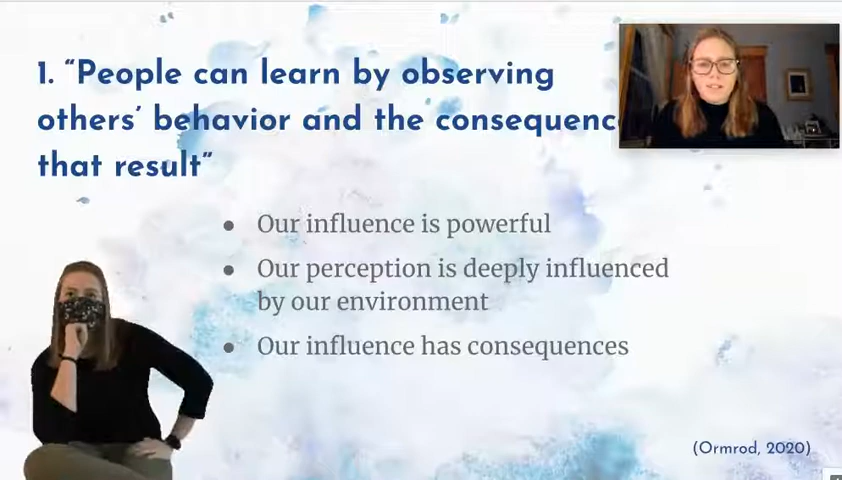 1. “People can learn by observing
others’ behavior and the
that result”
● Our influence is powerful
● Our perception is deeply influenced
by our environment
● Our influence has consequences
(Ormrod, 2020)